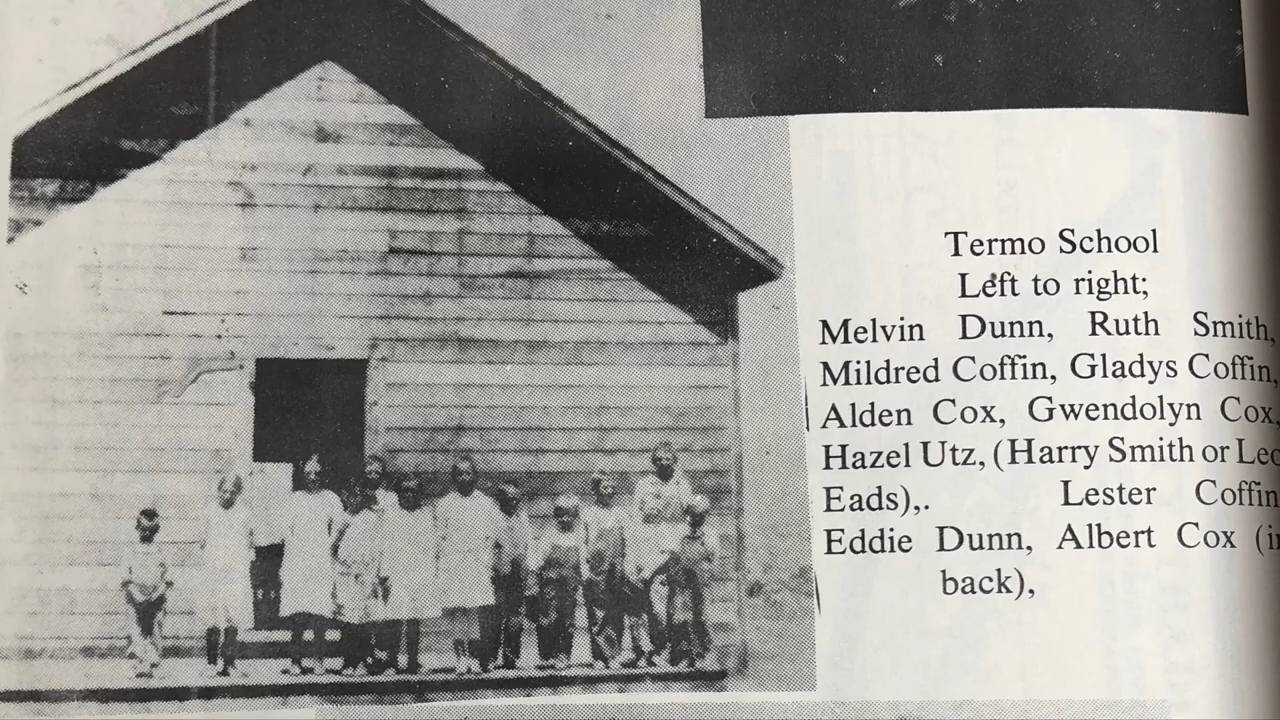 Termo School
Left to right;
Melvin Dunn, Ruth Smith,
Mildred Coffin, Gladys Coffin,
Alden Cox, Gwendolyn Cox,
Hazel Utz, (Harry Smith or
Eads),. Lester Coffin
Eddie Dunn, Albert Cox
back),